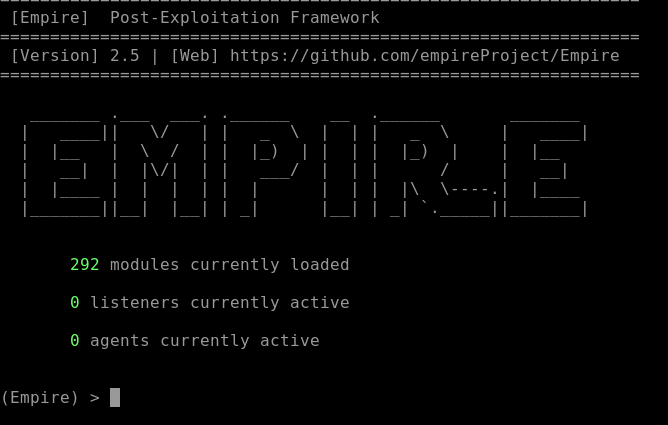 ================================================================
[Empire]  Post-Exploitation Framework
================================================================
[Version] 2.5 | [Web] https://github.com/empireProject/Empire
================================================================
EMPIRE
292 modules currently loaded
0 listeners currently active
0 agents currently active
(Empire) >